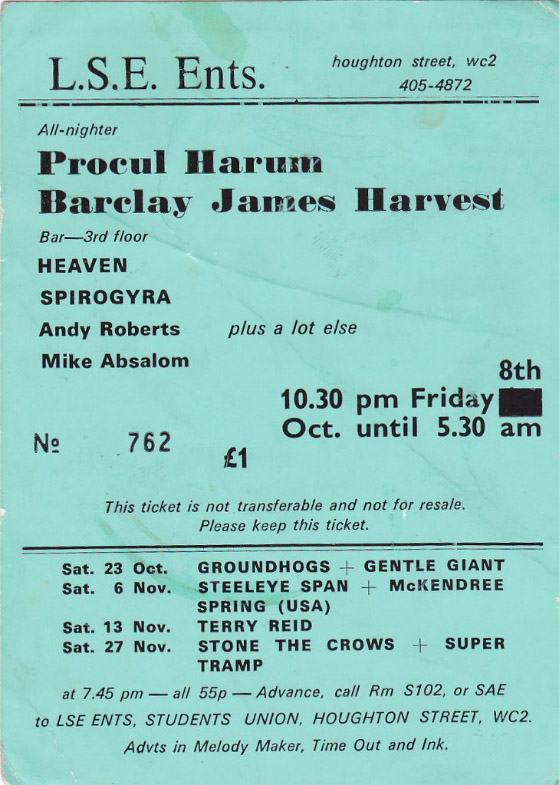 L.S.E. Ents.
houghton street, wc2
405-4872
All-nighter
Procul Harum
Barclay James Harvest
Bar—3rd floor
HEAVEN
SPIROGYRA
Andy Roberts plus a lot else
Mike Absalom
8th
10.30 pm Friday
Oct. until 5.30 am
№ 762
£1
This ticket is not transferable and not for resale.
Please keep this ticket.
Sat. 23 Oct. GROUNDHOGS + GENTLE GIANT
Sat. 6 Nov. STEELEYE SPAN + McKENDREE
SPRING (USA)
Sat. 13 Nov. TERRY REID
Sat. 27 Nov. STONE THE CROWS + SUPER
TRAMP
at 7.45 pm — all 55p — Advance, call Rm S102, or SAE
to LSE ENTS, STUDENTS UNION, HOUGHTON STREET, WC2.
Advts in Melody Maker, Time Out and Ink.